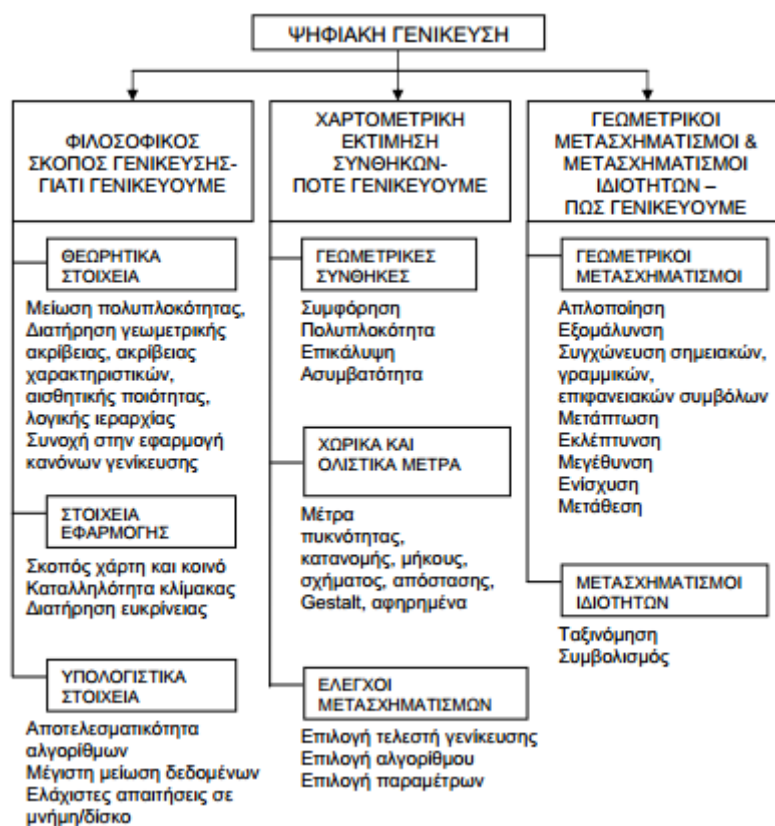 ΨΗΦΙΑΚΗ ΓΕΝΙΚΕΥΣΗ
ΦΙΛΟΣΟΦΙΚΟΣ
ΣΚΟΠΟΣ ΓΕΝΙΚΕΥΣΗΣ-
ΓΙΑΤΙ ΓΕΝΙΚΕΥΟΥΜΕ
ΘΕΩΡΗΤΙΚΑ
ΣΤΟΙΧΕΙΑ
Μείωση πολυπλοκότητας,
Διατήρηση γεωμετρικής
ακρίβειας, ακρίβειας
χαρακτηριστικών,
αισθητικής ποιότητας,
λογικής ιεραρχίας
Συνοχή στην εφαρμογή
κανόνων γενίκευσης
ΣΤΟΙΧΕΙΑ
ΕΦΑΡΜΟΓΗΣ
Σκοπός χάρτη και κοινό
Καταλληλότητα κλίμακας
Διατήρηση ευκρίνειας
ΥΠΟΛΟΓΙΣΤΙΚΑ
ΣΤΟΙΧΕΙΑ
Αποτελεσματικότητα
αλγορίθμων
Μέγιστη μείωση δεδομένων
Ελάχιστες απαιτήσεις σε
μνήμη/δίσκο
ΧΑΡΤΟΜΕΤΡΙΚΗ
ΕΚΤΙΜΗΣΗ
ΣΥΝΘΗΚΩΝ-
ΠΟΤΕ ΓΕΝΙΚΕΥΟΥΜΕ
ΓΕΩΜΕΤΡΙΚΕΣ
ΣΥΝΘΗΚΕΣ
Συμφόρηση
Πολυπλοκότητα
Επικάλυψη
Ασυμβατότητα
ΧΩΡΙΚΑ ΚΑΙ
ΟΛΙΣΤΙΚΑ ΜΕΤΡΑ
Μέτρα
πυκνότητας,
κατανομής, μήκους,
σχήματος, απόστασης,
Gestalt, αφηρημένα
ΕΛΕΓΧΟΙ
ΜΕΤΑΣΧΗΜΑΤΙΣΜΩΝ
Επιλογή τελεστή γενίκευσης
Επιλογή αλγορίθμου
Επιλογή παραμέτρων
ΓΕΩΜΕΤΡΙΚΟΙ
ΜΕΤΑΣΧΗΜΑΤΙΣΜΟΙ &
ΜΕΤΑΣΧΗΜΑΤΙΣΜΟΙ
ΙΔΙΟΤΗΤΩΝ –
ΠΩΣ ΓΕΝΙΚΕΥΟΥΜΕ
ΓΕΩΜΕΤΡΙΚΟΙ
ΜΕΤΑΣΧΗΜΑΤΙΣΜΟΙ
Απλοποίηση
Εξομάλυνση
Συγχώνευση σημειακών,
γραμμικών,
επιφανειακών συμβόλων
Μετάπτωση
Εκλέπτυνση
Μεγέθυνση
Ενίσχυση
Μετάθεση
ΜΕΤΑΣΧΗΜΑΤΙΣΜΟΙ
ΙΔΙΟΤΗΤΩΝ
Ταξινόμηση
Συμβολισμός